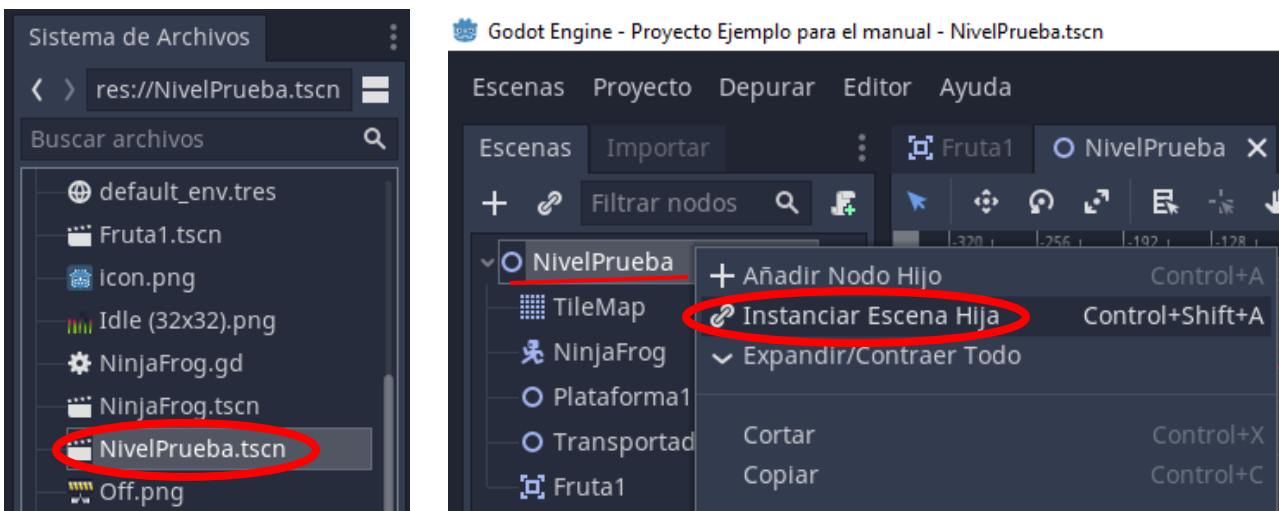 Sistema de Archivos
res://NivelPrueba.tscn
Buscar archivos
default_env.tres
Fruta1.tscn
icon.png
Idle (32x32).png
NinjaFrog.gd
NinjaFrog.tscn
NivelPrueba.tscn
Off.png
Godot Engine - Proyecto Ejemplo para el manual - NivelPrueba.tscn
Escenas Proyecto Depurar Editor Ayuda
Escenas Importar
Fruta1 NivelPrueba
Filtrar nodos
-320 -256 -192 -128
NivelPrueba
TileMap
NinjaFrog
Plataforma1
Transportad
Fruta1
Añadir Nodo Hijo Control+A
Instanciar Escena Hija Control+Shift+A
Expandir/Contraer Todo
Cortar Control+X
Copiar Control+C